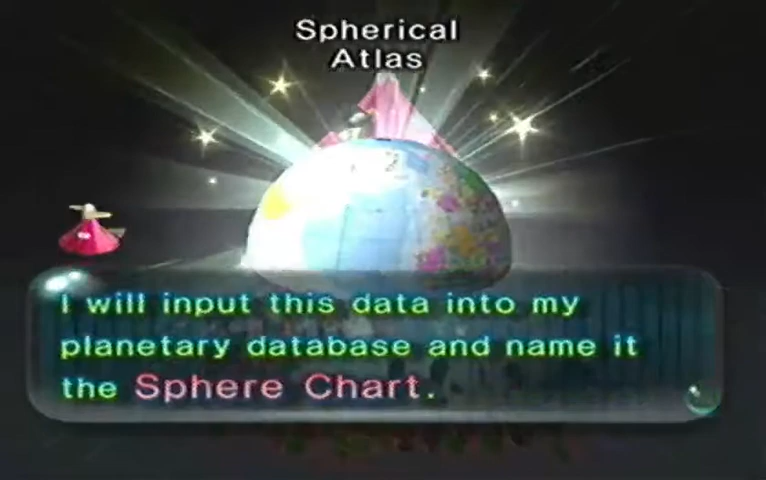 Spherical
Atlas
I will input this data into my
planetary database and name it
the Sphere Chart.